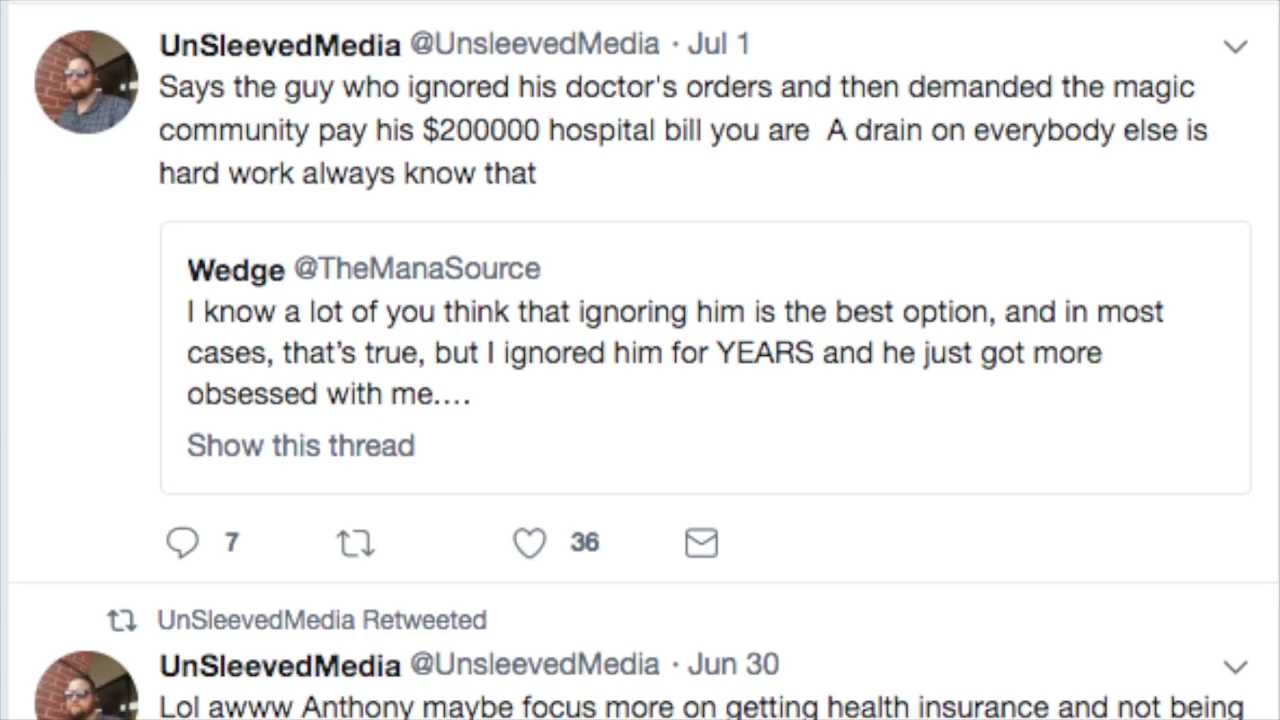 UnSleevedMedia @UnsleevedMedia · Jul 1
Says the guy who ignored his doctor's orders and then demanded the magic
community pay his $200000 hospital bill you are  A drain on everybody else is
hard work always know that
Wedge @TheManaSource
I know a lot of you think that ignoring him is the best option, and in most
cases, that’s true, but I ignored him for YEARS and he just got more
obsessed with me....
Show this thread
7 36
UnSleevedMedia Retweeted
UnSleevedMedia @UnsleevedMedia · Jun 30
Lol awww Anthony maybe focus more on getting health insurance and not being